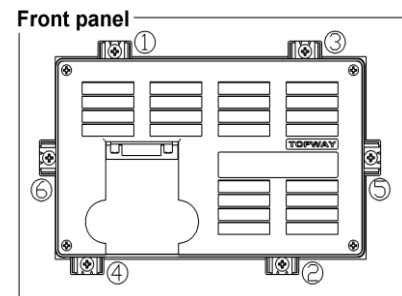 Front panel
① ③
TOPWAY
⑥ ⑤
④ ②